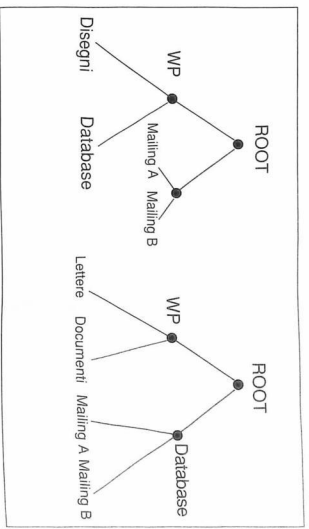 ROOT
WP
Mailing A Mailing B
Disegni Database
ROOT
WP Database
Lettere Documenti Mailing A Mailing B